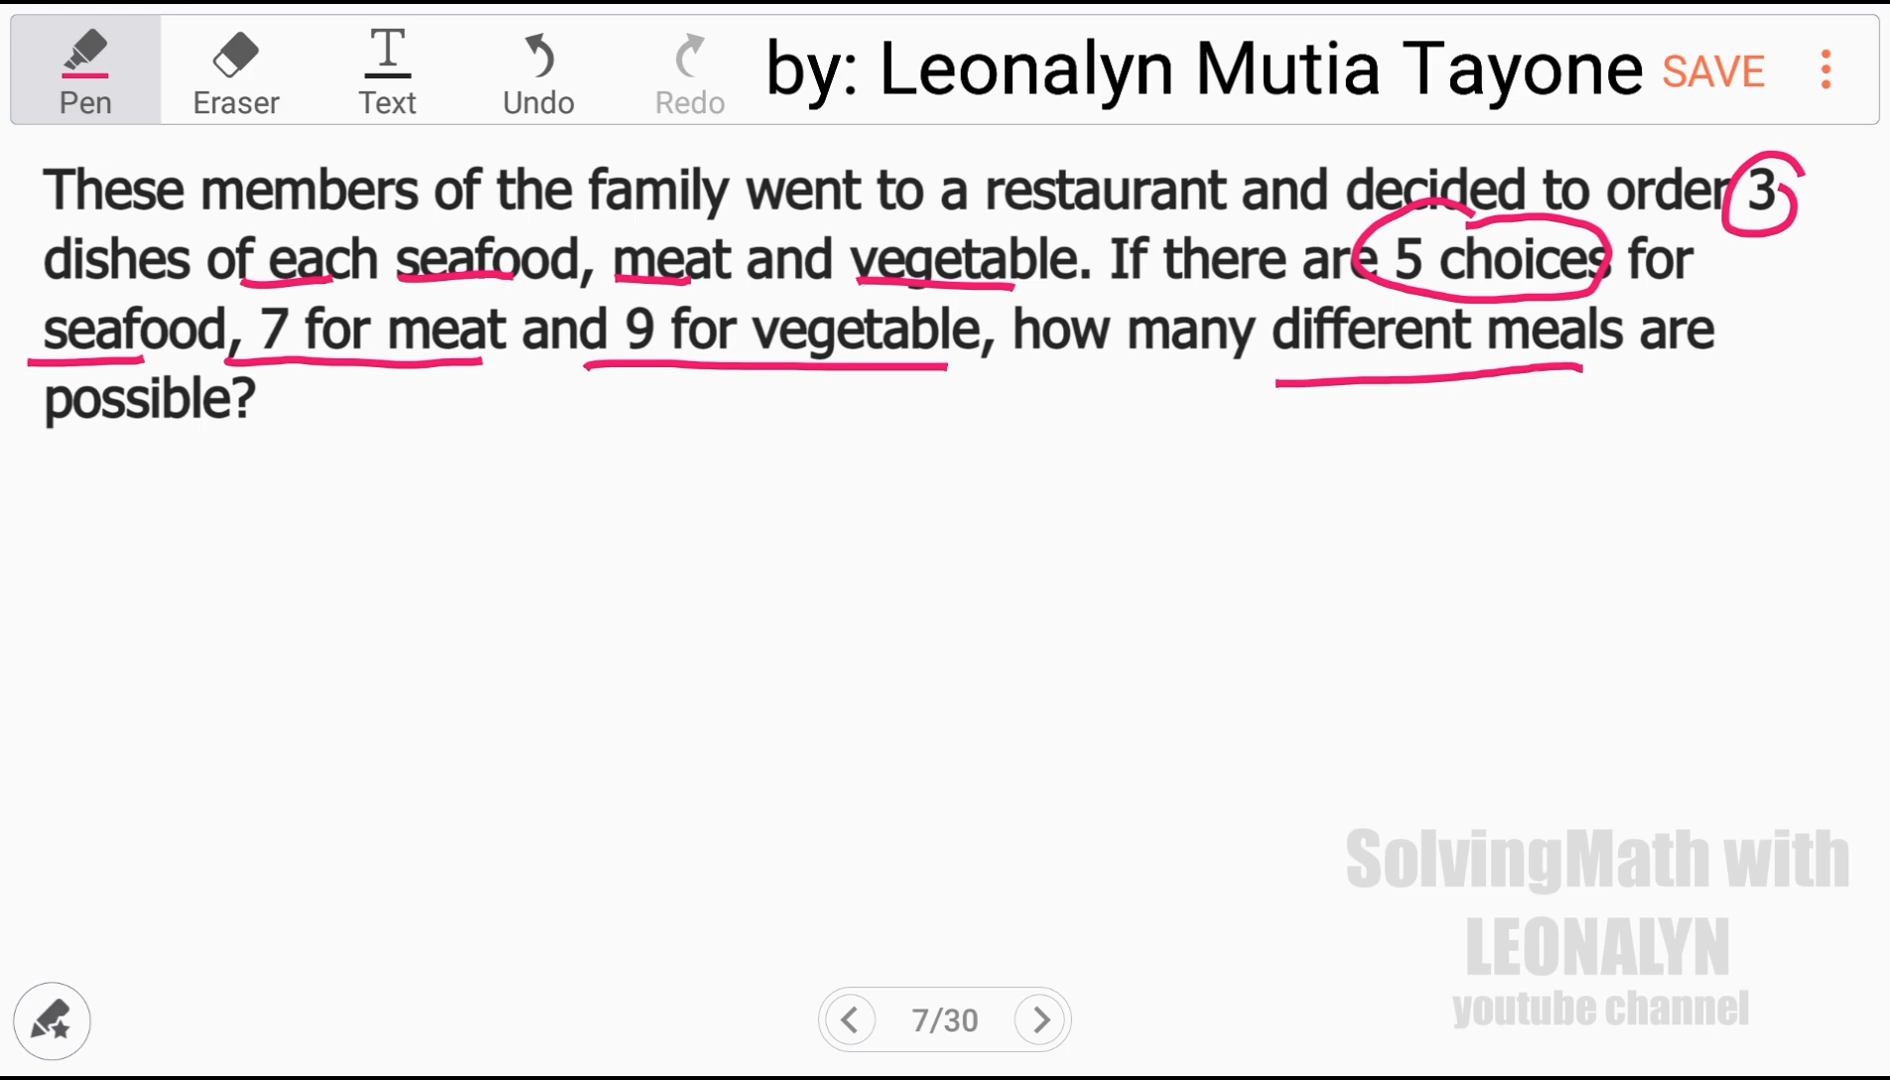 Pen
Eraser
Text
Undo
Redo
by: Leonalyn Mutia Tayone
SAVE
These members of the family went to a restaurant and decided to order 3
dishes of each seafood, meat and vegetable. If there are 5 choices for
seafood, 7 for meat and 9 for vegetable, how many different meals are
possible?
SolvingMath with
LEONALYN
youtube channel
7/30